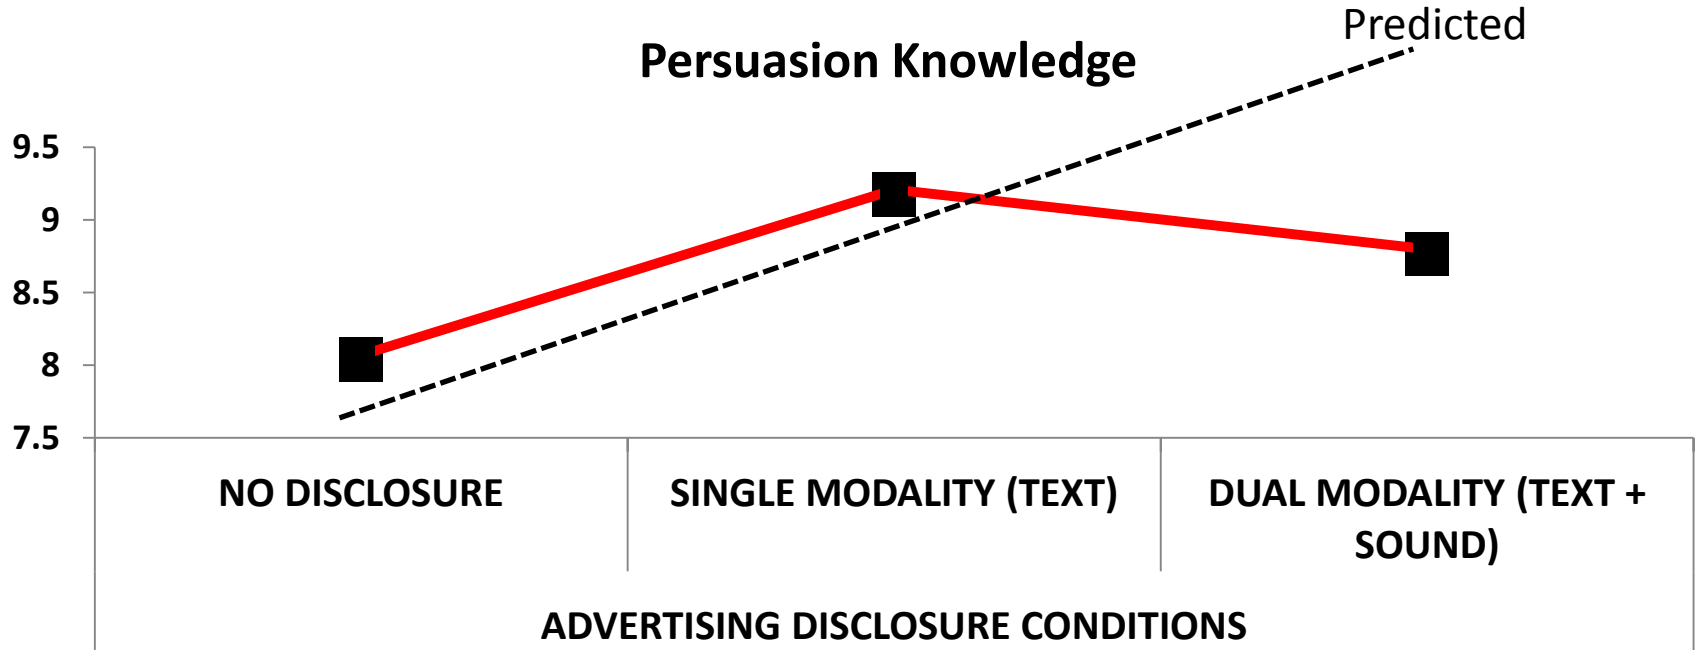 Predicted
Persuasion Knowledge
9.5
9
8.5
8
7.5
NO DISCLOSURE
SINGLE MODALITY (TEXT)
DUAL MODALITY (TEXT +
SOUND)
ADVERTISING DISCLOSURE CONDITIONS